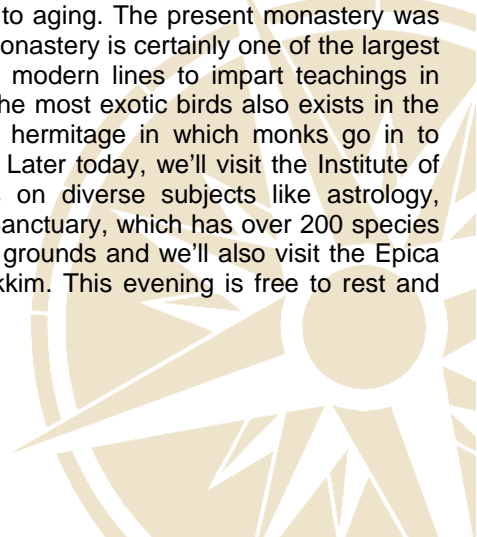 to aging. The present monastery was
onastery is certainly one of the largest
modern lines to impart teachings in
he most exotic birds also exists in the
hermitage in which monks go in to
Later today, we'll visit the Institute of
on diverse subjects like astrology,
Sanctuary, which has over 200 species
grounds and we'll also visit the Epica
kkim. This evening is free to rest and